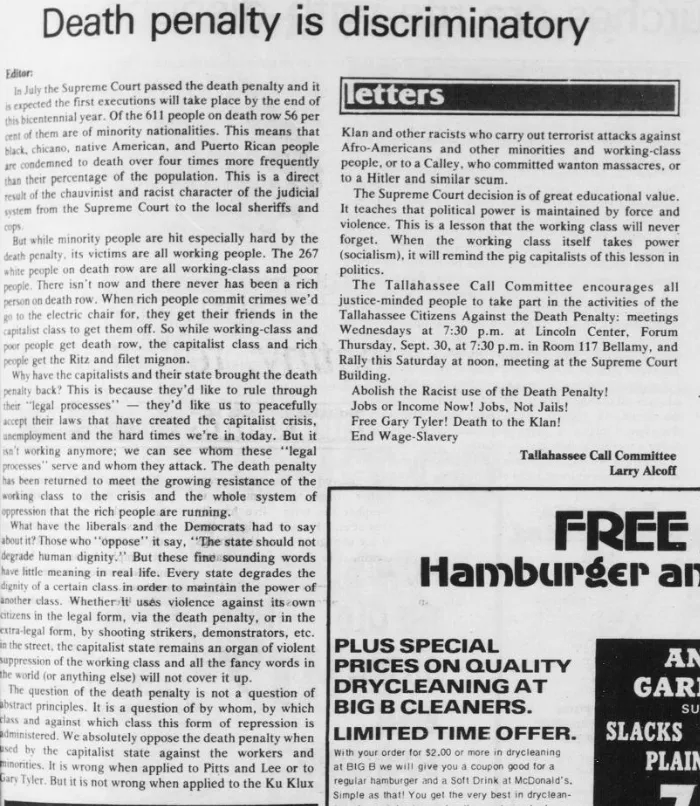 Death penalty is discriminatory
Editor:
In July the Supreme Court passed the death penalty and it
is expected the first executions will take place by the end of
this bicentennial year. Of the 611 people on death row 56 per
cent of them are of minority nationalities. This means that
black, chicano, native American, and Puerto Rican people
are condemned to death over four times more frequently
than their percentage of the population. This is a direct
result of the chauvinist and racist character of the judicial
system from the Supreme Court to the local sheriffs and
cops.
But while minority people are hit especially hard by the
death penalty, its victims are all working people. The 267
white people on death row are all working-class and poor
people. There isn't now and there never has been a rich
person on death row. When rich people commit crimes we'd
go to the electric chair for, they get their friends in the
capitalist class to get them off. So while working-class and
poor people get death row, the capitalist class and rich
people get the Ritz and filet mignon.
Why have the capitalists and their state brought the death
penalty back? This is because they'd like to rule through
their "legal processes" — they'd like us to peacefully
accept their laws that have created the capitalist crisis,
unemployment and the hard times we're in today. But it
isn't working anymore; we can see whom these "legal
processes" serve and whom they attack. The death penalty
has been returned to meet the growing resistance of the
working class to the crisis and the whole system of
oppression that the rich people are running.
What have the liberals and the Democrats had to say
about it? Those who "oppose" it say, "The state should not
degrade human dignity." But these fine sounding words
have little meaning in real life. Every state degrades the
dignity of a certain class in order to maintain the power of
another class. Whether it uses violence against its own
citizens in the legal form, via the death penalty, or in the
extra-legal form, by shooting strikers, demonstrators, etc.
in the street, the capitalist state remains an organ of violent
suppression of the working class and all the fancy words in
the world (or anything else) will not cover it up.
The question of the death penalty is not a question of
abstract principles. It is a question of by whom, by which
class and against which class this form of repression is
administered. We absolutely oppose the death penalty when
used by the capitalist state against the workers and
minorities. It is wrong when applied to Pitts and Lee or to
Gary Tyler. But it is not wrong when applied to the Ku Klux
letters
Klan and other racists who carry out terrorist attacks against
Afro-Americans and other minorities and working-class
people, or to a Calley, who committed wanton massacres, or
to a Hitler and similar scum.
The Supreme Court decision is of great educational value.
It teaches that political power is maintained by force and
violence. This is a lesson that the working class will never
forget. When the working class itself takes power
(socialism), it will remind the pig capitalists of this lesson in
politics.
The Tallahassee Call Committee encourages all
justice-minded people to take part in the activities of the
Tallahassee Citizens Against the Death Penalty: meetings
Wednesdays at 7:30 p.m. at Lincoln Center, Forum
Thursday, Sept. 30, at 7:30 p.m. in Room 117 Bellamy, and
Rally this Saturday at noon, meeting at the Supreme Court
Building.
Abolish the Racist use of the Death Penalty!
Jobs or Income Now! Jobs, Not Jails!
Free Gary Tyler! Death to the Klan!
End Wage-Slavery
Tallahassee Call Committee
Larry Alcoff
FREE
Hamburger an
PLUS SPECIAL
PRICES ON QUALITY
DRYCLEANING AT
BIG B CLEANERS.
LIMITED TIME OFFER.
With your order for $2.00 or more in drycleaning
at BIG B we will give you a coupon good for a
regular hamburger and a Soft Drink at McDonald's.
Simple as that! You get the very best in dryclean-
AN
GAR
SU
SLACKS
PLAIN